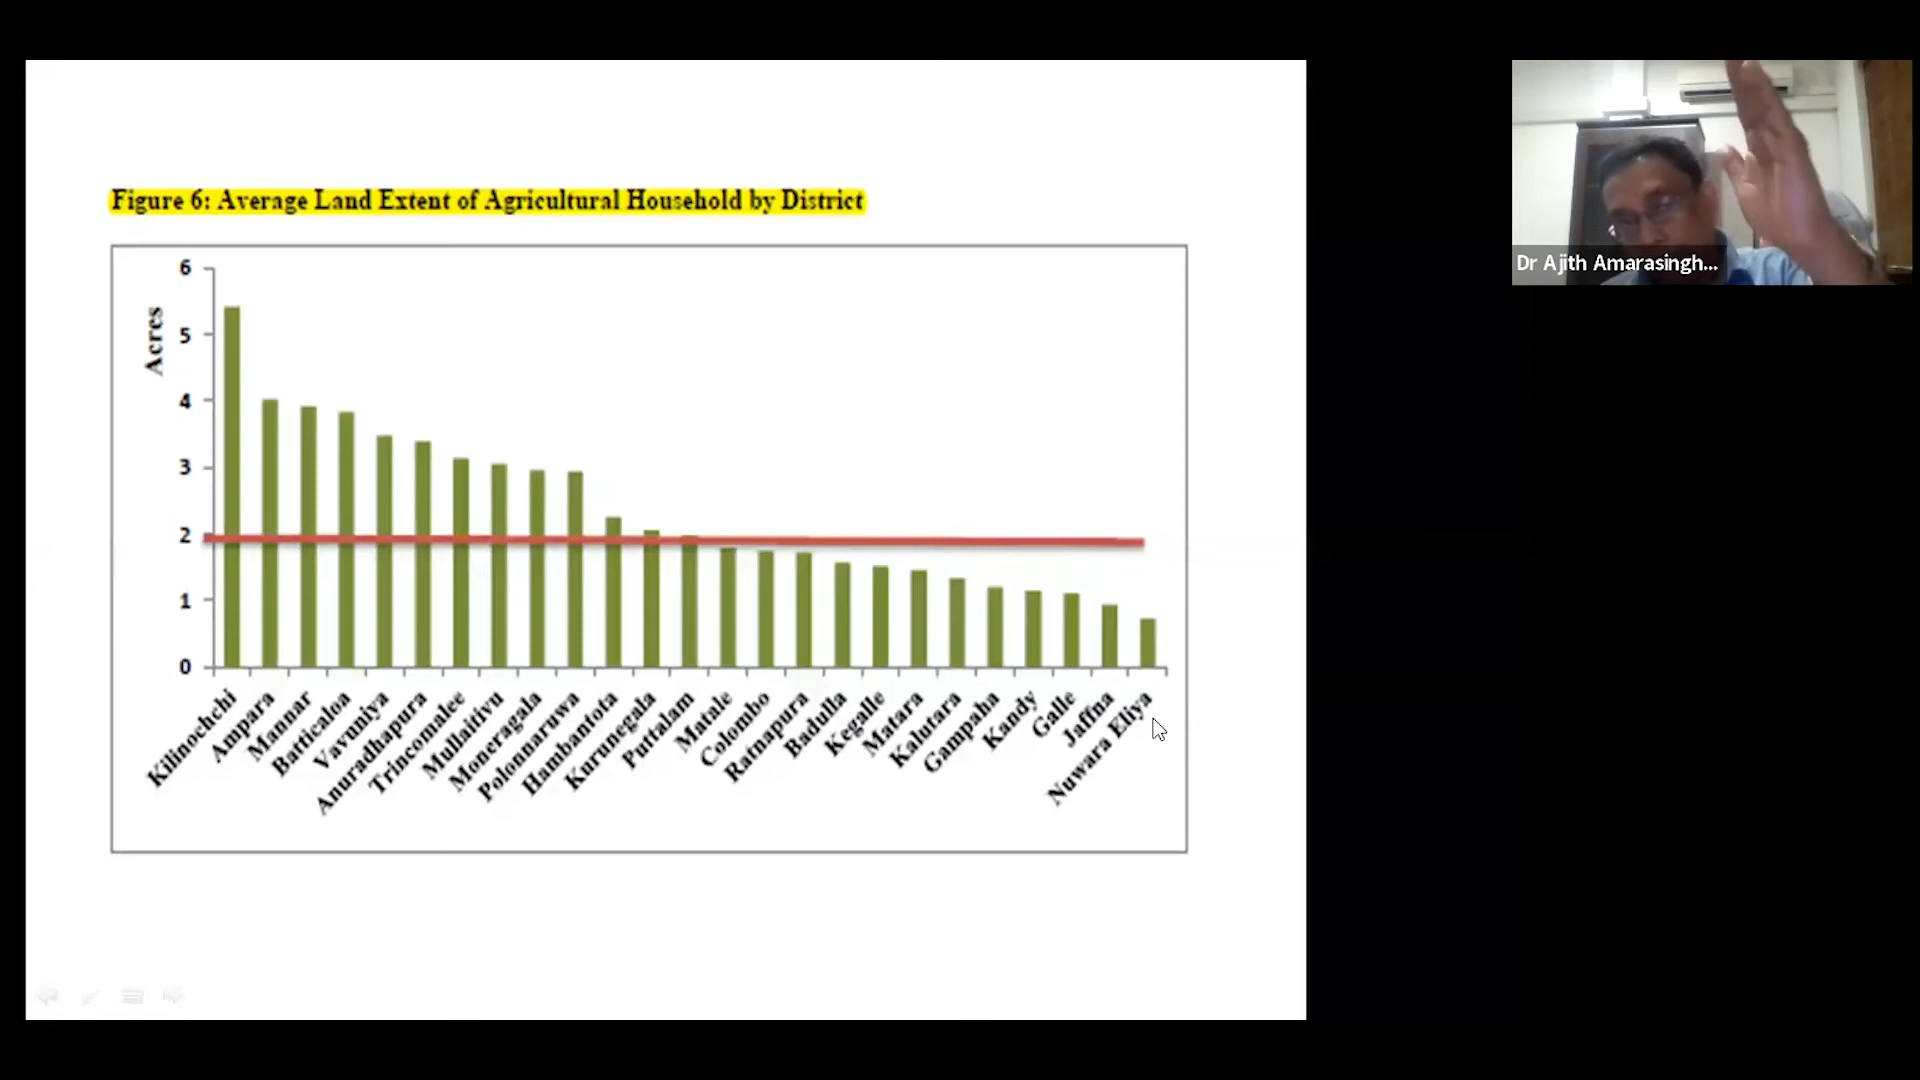 Figure 6: Average Land Extent of Agricultural Household by District
Acres
6
5
4
3
2
1
0
Kilinochchi
Ampara
Mannar
Batticaloa
Vavuniya
Anuradhapura
Trincomalee
Mullaitivu
Moneragala
Polonnaruwa
Hambantota
Kurunegala
Puttalam
Matale
Colombo
Ratnapura
Badulla
Kegalle
Matara
Kalutara
Gampaha
Kandy
Galle
Jaffna
Nuwara Eliya
Dr Ajith Amarasingh...